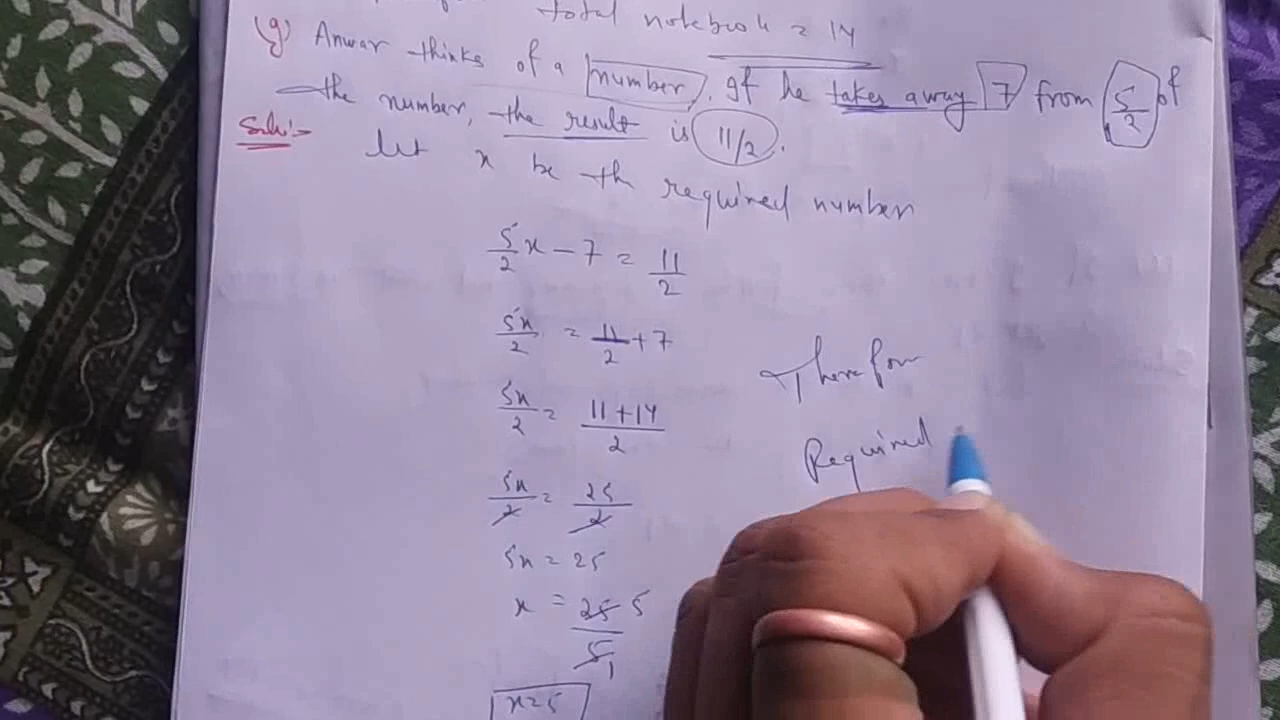 total notebook = 14
(g) Anwar thinks of a number. If he takes away 7 from 5/2 of
the number, the result is 11/2.
Soln:-
let x be th required number
5/2 x - 7 = 11/2
5x/2 = 11/2 + 7
5x/2 = 11+14/2
5x/2 = 25/2
5x = 25
x = 25/5 5/1
x=5
Therefore
Required